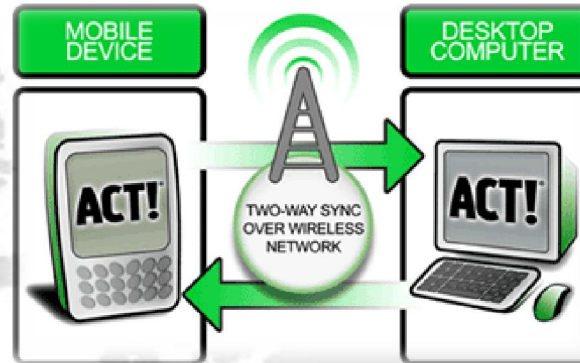 MOBILE
DEVICE
DESKTOP
COMPUTER
ACT!
TWO-WAY SYNC
OVER WIRELESS
NETWORK
ACT!